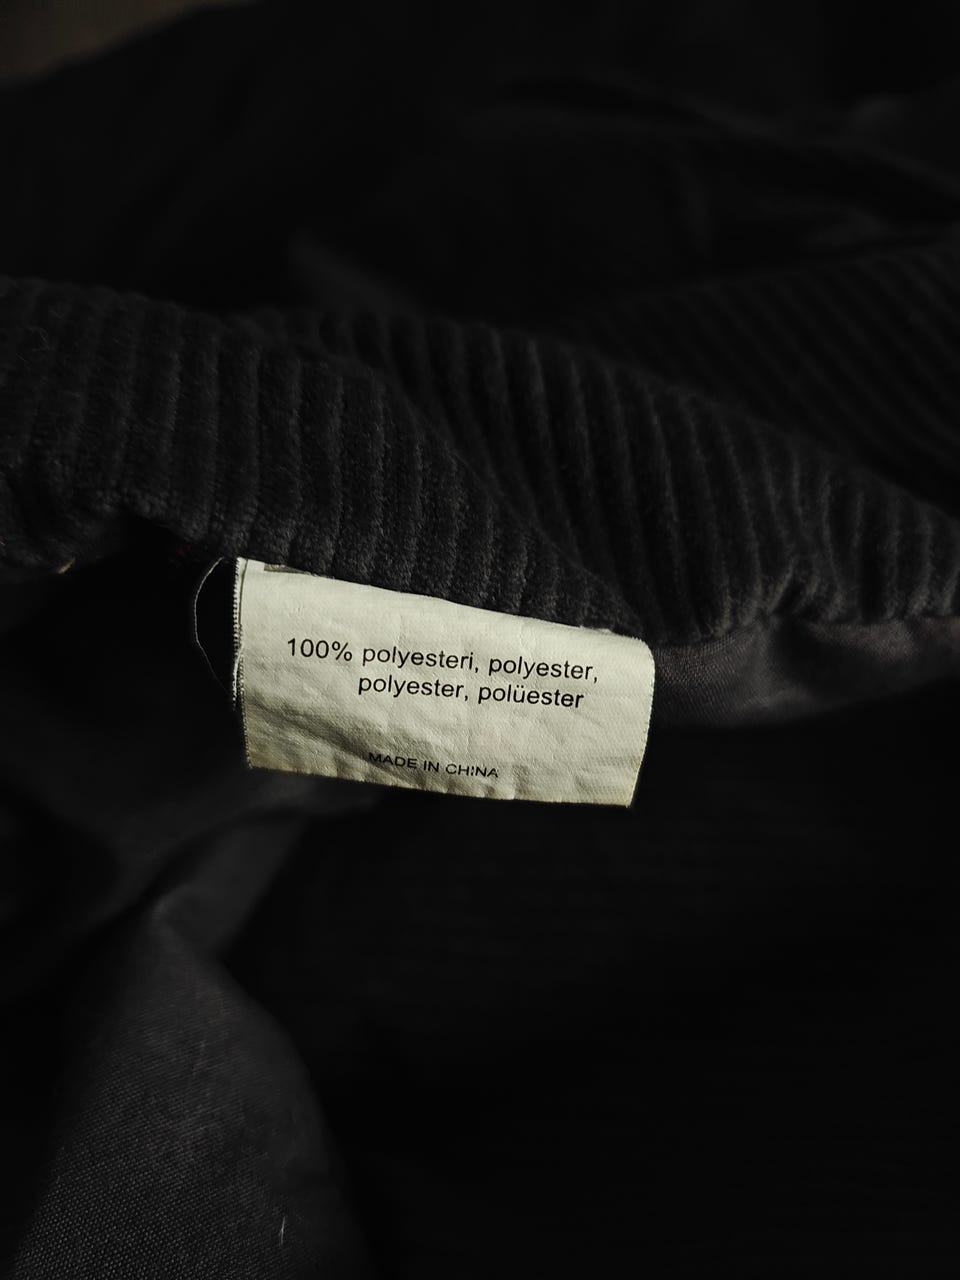 100% polyesteri, polyester,
polyester, polüester
MADE IN CHINA